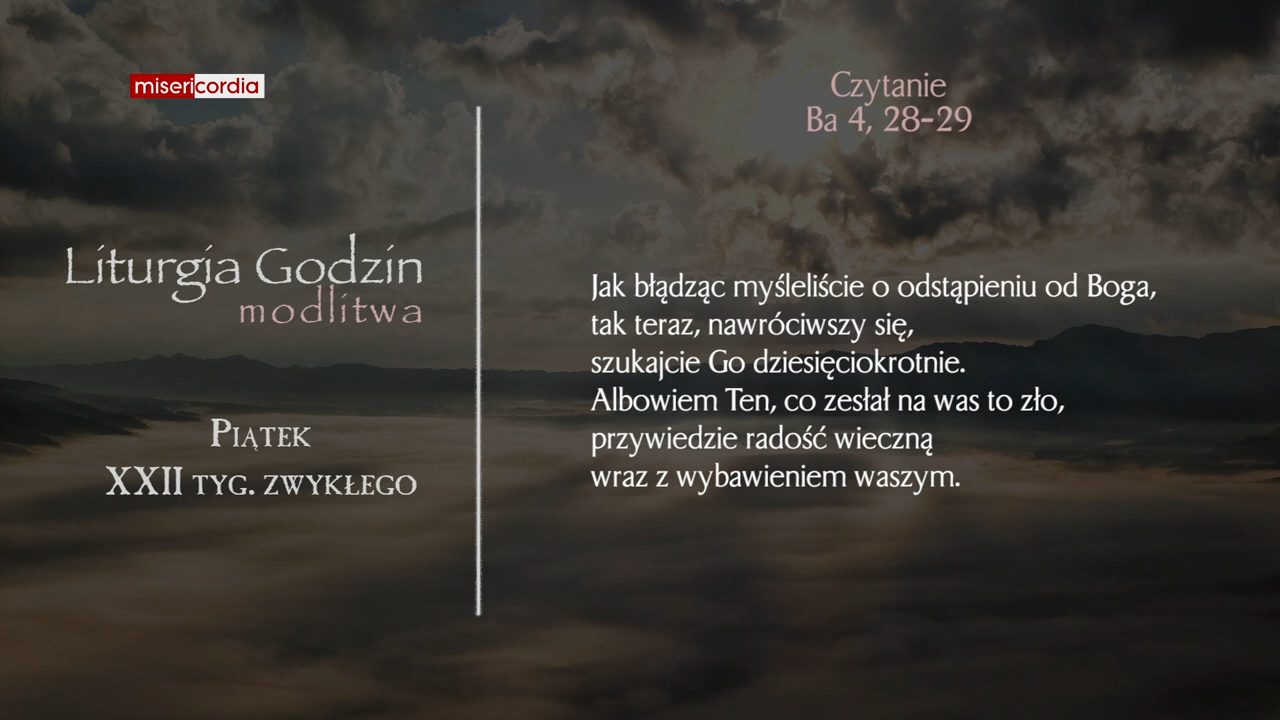 misericordia
Liturgia Godzin
modlitwa
Piątek
XXII tyg. zwykłego
Czytanie
Ba 4, 28-29
Jak błądząc myśleliście o odstąpieniu od Boga,
tak teraz, nawróciwszy się,
szukajcie Go dziesięciokrotnie.
Albowiem Ten, co zesłał na was to zło,
przywiedzie radość wieczną
wraz z wybawieniem waszym.